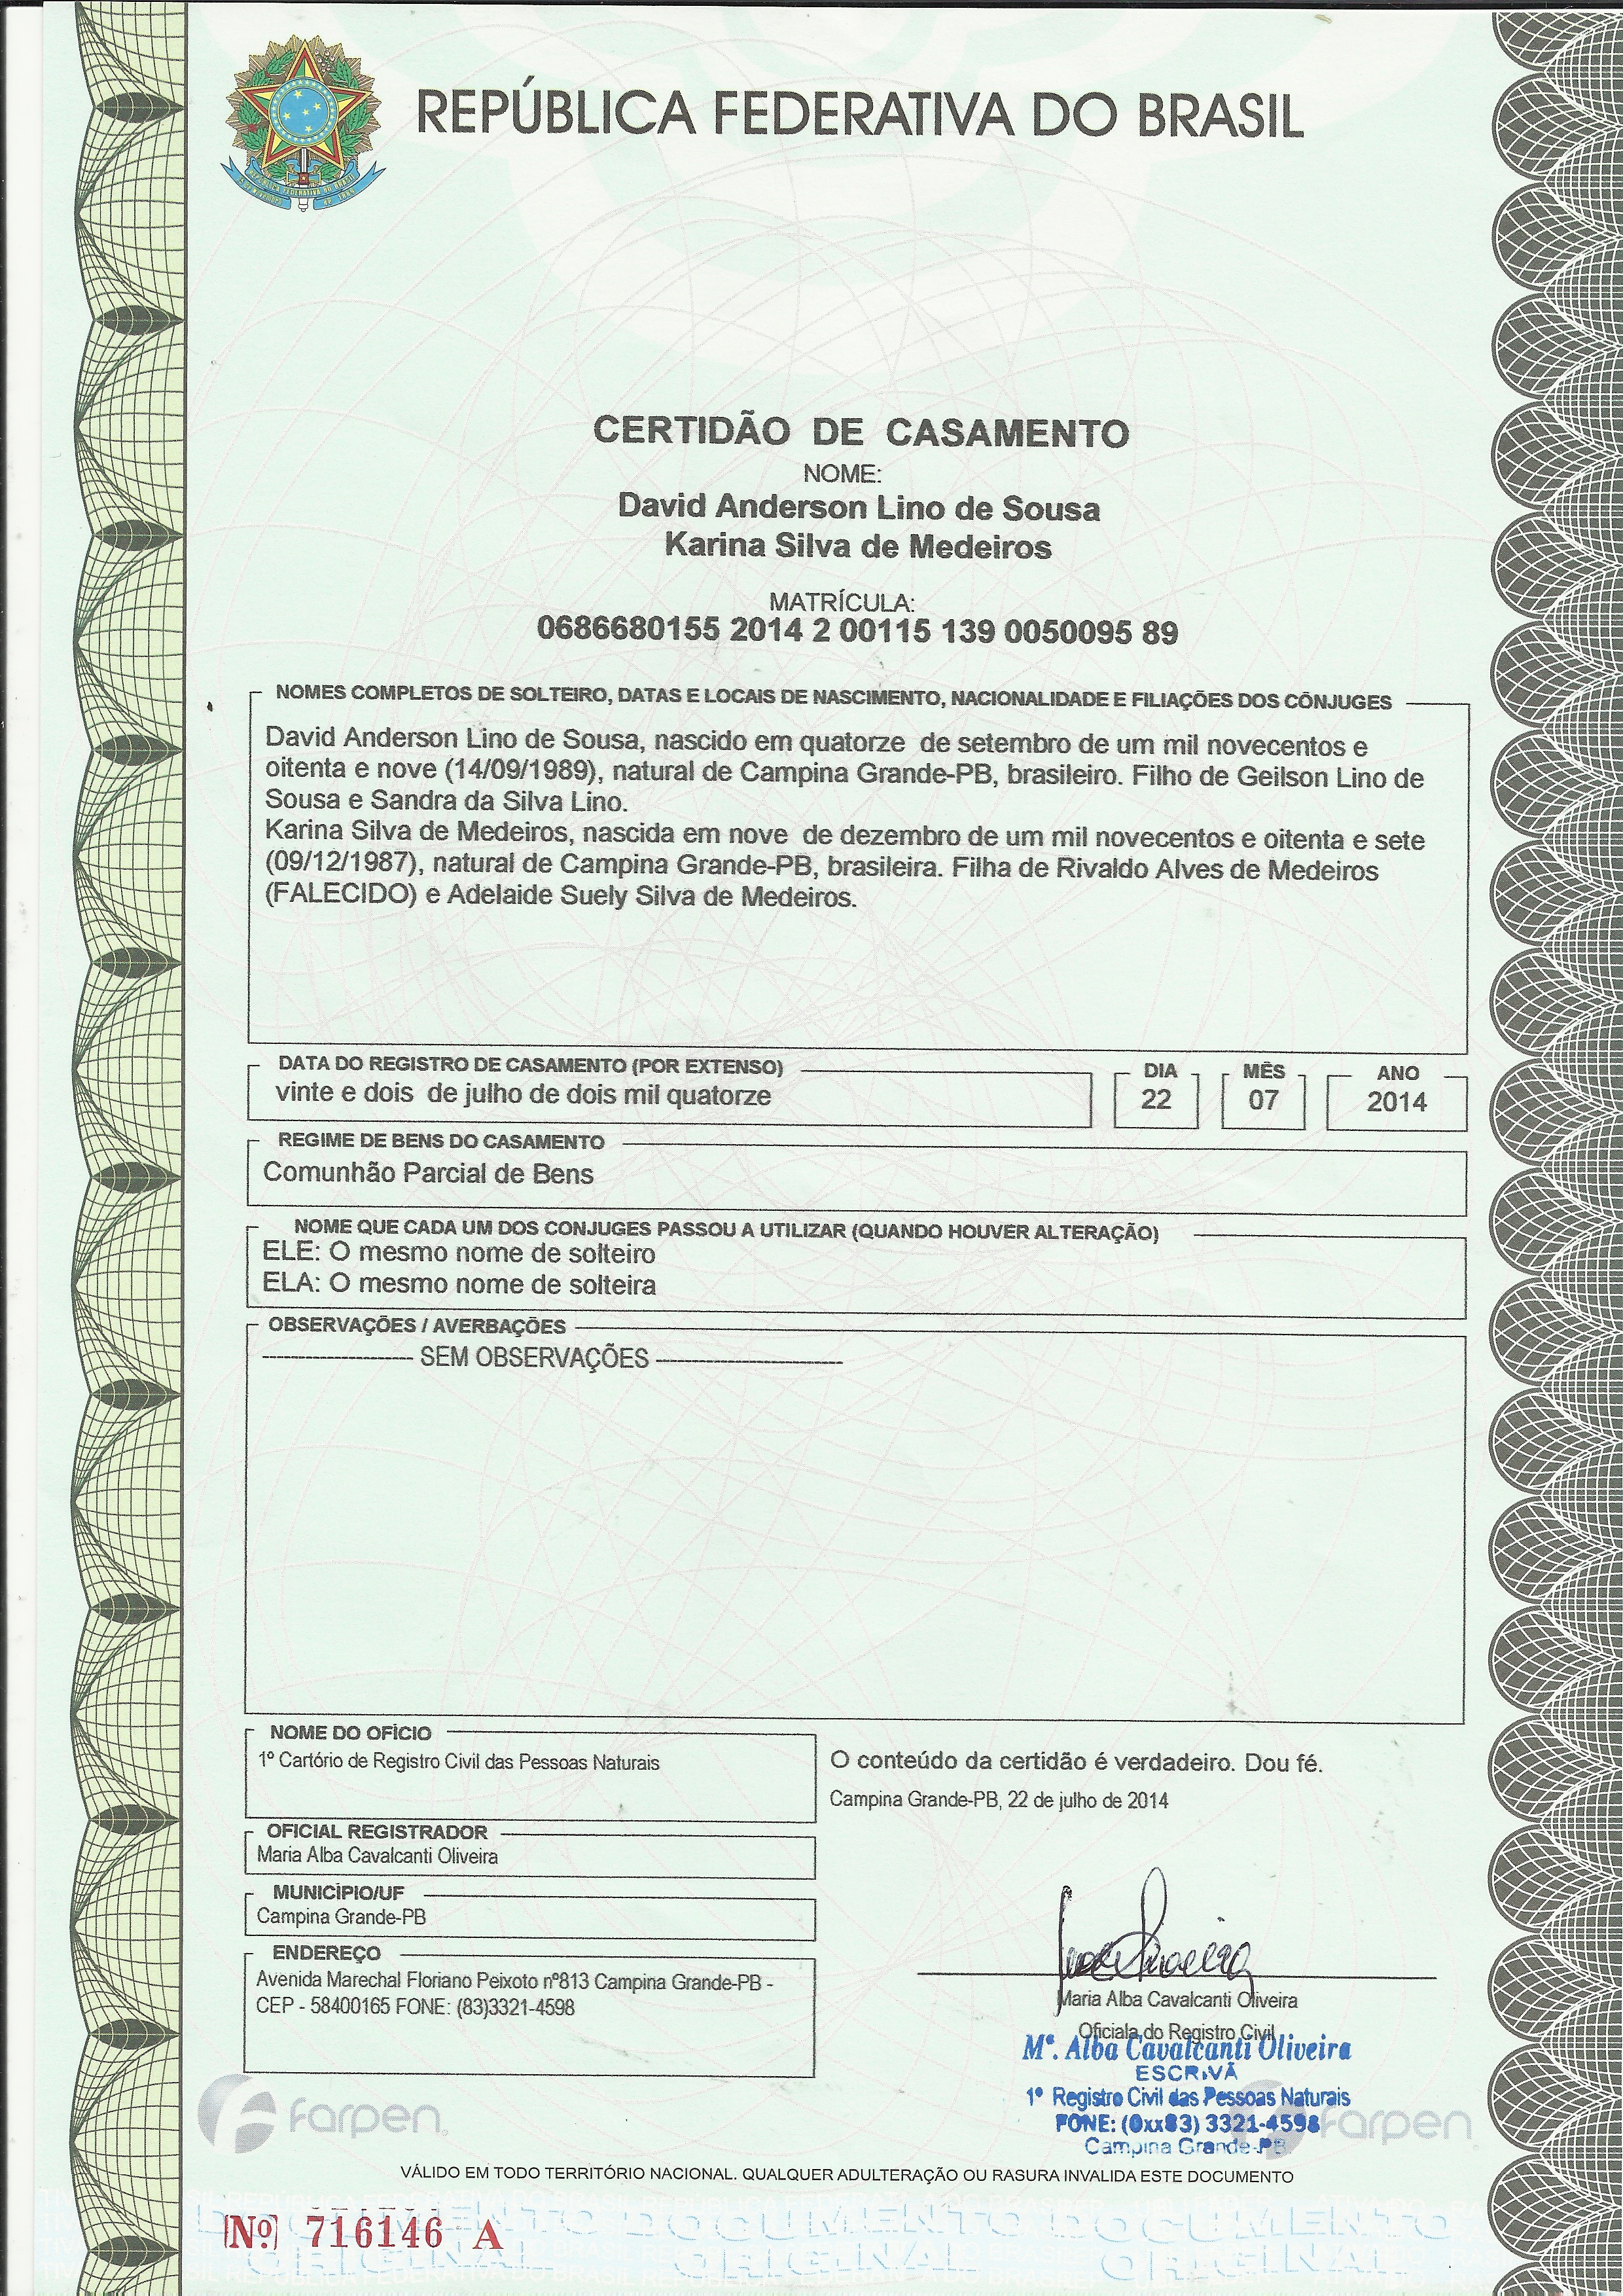 REPÚBLICA FEDERATIVA DO BRASIL
CERTIDÃO DE CASAMENTO
NOME:
David Anderson Lino de Sousa
Karina Silva de Medeiros
MATRÍCULA:
0686680155 2014 2 00115 139 0050095 89
NOMES COMPLETOS DE SOLTEIRO, DATAS E LOCAIS DE NASCIMENTO, NACIONALIDADE E FILIAÇÕES DOS CÔNJUGES
David Anderson Lino de Sousa, nascido em quatorze de setembro de um mil novecentos e
oitenta e nove (14/09/1989), natural de Campina Grande-PB, brasileiro. Filho de Geilson Lino de
Sousa e Sandra da Silva Lino.
Karina Silva de Medeiros, nascida em nove de dezembro de um mil novecentos e oitenta e sete
(09/12/1987), natural de Campina Grande-PB, brasileira. Filha de Rivaldo Alves de Medeiros
(FALECIDO) e Adelaide Suely Silva de Medeiros.
DATA DO REGISTRO DE CASAMENTO (POR EXTENSO)
vinte e dois de julho de dois mil quatorze
DIA
22
MÊS
07
ANO
2014
REGIME DE BENS DO CASAMENTO
Comunhão Parcial de Bens
NOME QUE CADA UM DOS CONJUGES PASSOU A UTILIZAR (QUANDO HOUVER ALTERAÇÃO)
ELE: O mesmo nome de solteiro
ELA: O mesmo nome de solteira
OBSERVAÇÕES / AVERBAÇÕES
-------------------- SEM OBSERVAÇÕES -------------------------
NOME DO OFÍCIO
1º Cartório de Registro Civil das Pessoas Naturais
O conteúdo da certidão é verdadeiro. Dou fé.
Campina Grande-PB, 22 de julho de 2014
OFICIAL REGISTRADOR
Maria Alba Cavalcanti Oliveira
MUNICÍPIO/UF
Campina Grande-PB
ENDEREÇO
Avenida Marechal Floriano Peixoto nº813 Campina Grande-PB -
CEP - 58400165 FONE: (83)3321-4598
Maria Alba Cavalcanti Oliveira
Oficiala do Registro Civil
Mª. Alba Cavalcanti Oliveira
ESCRIVÃ
1º Registro Civil das Pessoas Naturais
FONE: (0xx83) 3321-4598
Campina Grande-PB
farpen
farpen
VÁLIDO EM TODO TERRITÓRIO NACIONAL. QUALQUER ADULTERAÇÃO OU RASURA INVALIDA ESTE DOCUMENTO
Nº 716146 A
DOCUMENTO DOCUMENTO DOCUMENTO
ORIGINAL ORIGINAL ORIGINAL